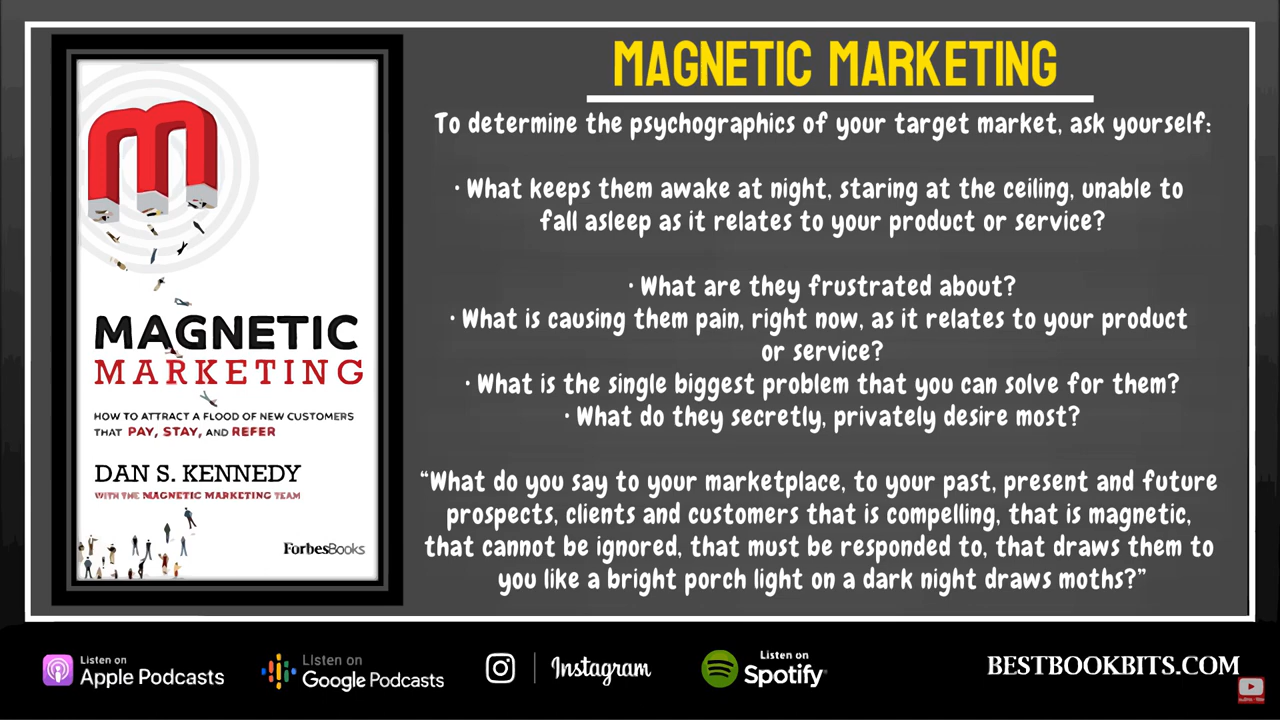 MAGNETIC
MARKETING
HOW TO ATTRACT A FLOOD OF NEW CUSTOMERS
THAT PAY, STAY, AND REFER
DAN S. KENNEDY
WITH THE MAGNETIC MARKETING TEAM
ForbesBooks
MAGNETIC MARKETING
To determine the psychographics of your target market, ask yourself:
• What keeps them awake at night, staring at the ceiling, unable to
fall asleep as it relates to your product or service?
• What are they frustrated about?
• What is causing them pain, right now, as it relates to your product
or service?
• What is the single biggest problem that you can solve for them?
• What do they secretly, privately desire most?
“What do you say to your marketplace, to your past, present and future
prospects, clients and customers that is compelling, that is magnetic,
that cannot be ignored, that must be responded to, that draws them to
you like a bright porch light on a dark night draws moths?”
Listen on
Apple Podcasts
Listen on
Google Podcasts
Instagram
Listen on
Spotify
BESTBOOKBITS.COM